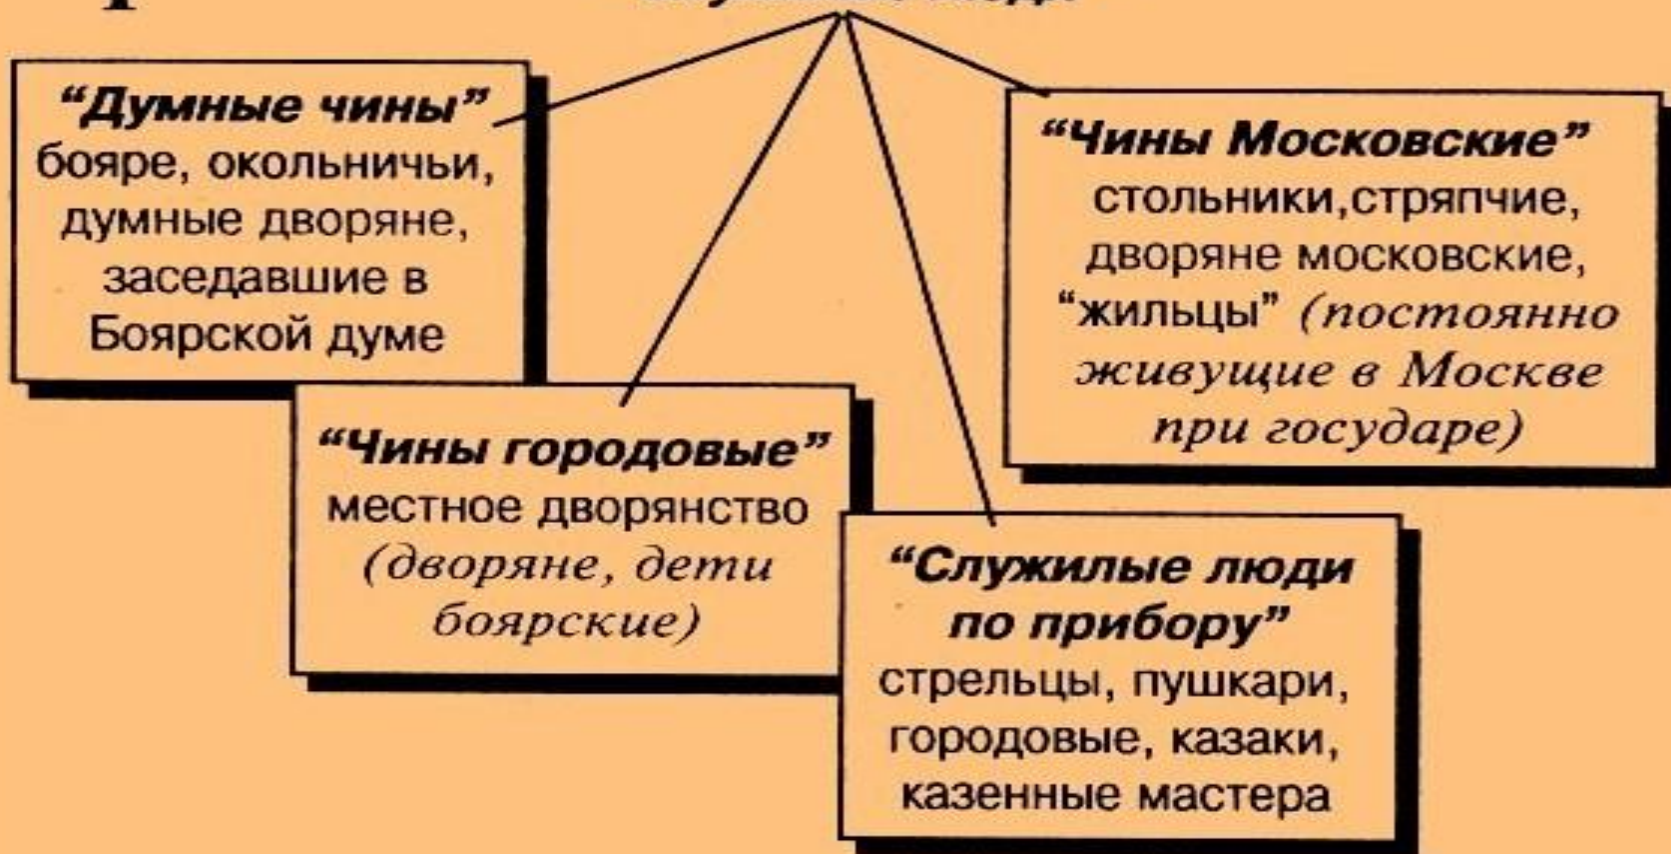 “Думные чины”
бояре, окольничьи,
думные дворяне,
заседавшие в
Боярской думе
“Чины Московские”
стольники,стряпчие,
дворяне московские,
“жильцы” (постоянно
живущие в Москве
при государе)
“Чины городовые”
местное дворянство
(дворяне, дети
боярские)
“Служилые люди
по прибору”
стрельцы, пушкари,
городовые, казаки,
казенные мастера